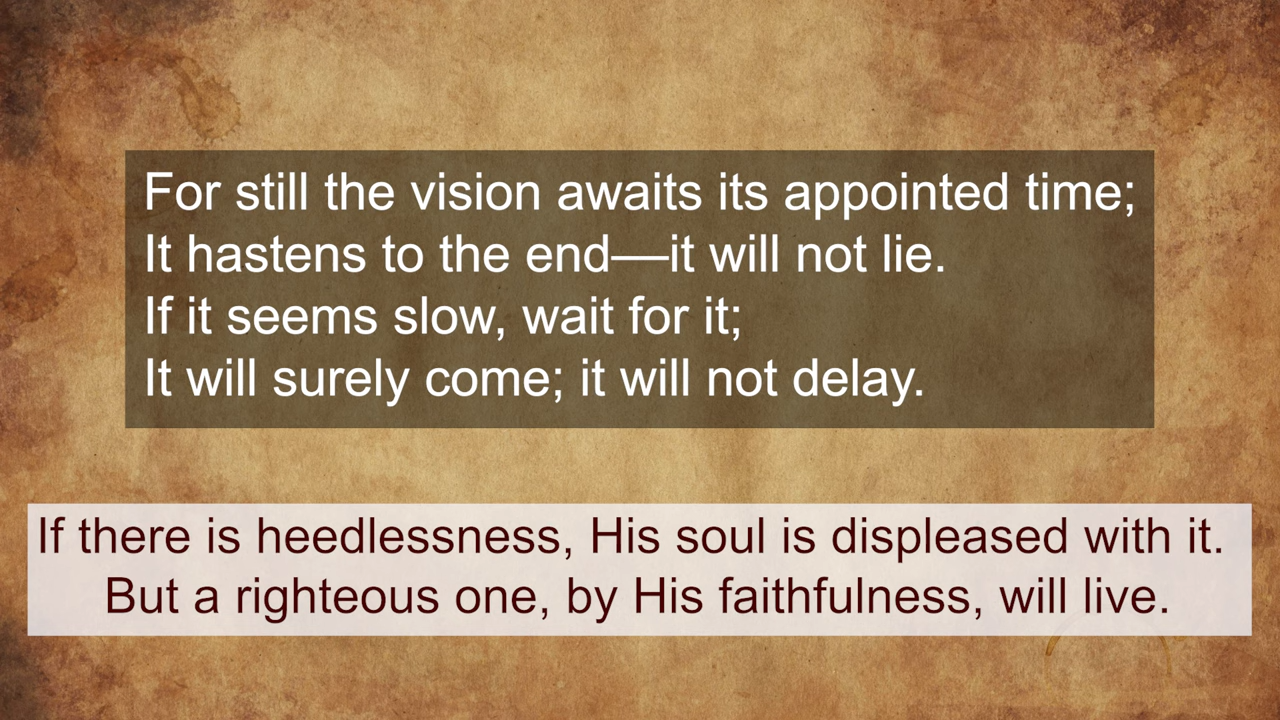 For still the vision awaits its appointed time;
It hastens to the end—it will not lie.
If it seems slow, wait for it;
It will surely come; it will not delay.
If there is heedlessness, His soul is displeased with it.
But a righteous one, by His faithfulness, will live.